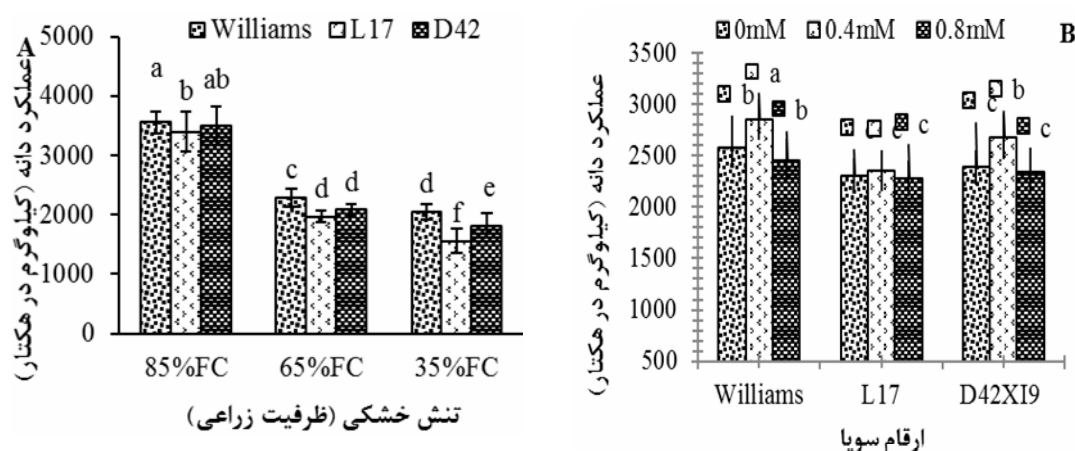 A
Williams L17 D42
عملکرد دانه (کیلوگرم در هکتار)
5000
4000
3000
2000
1000
0
a b ab
c d d
d f e
85%FC 65%FC 35%FC
تنش خشکی (ظرفیت زراعی)
B
0mM 0.4mM 0.8mM
عملکرد دانه (کیلوگرم در هکتار)
3500
3000
2500
2000
1500
1000
500
b a b
c c c
c b c
Williams L17 D42XI9
ارقام سویا